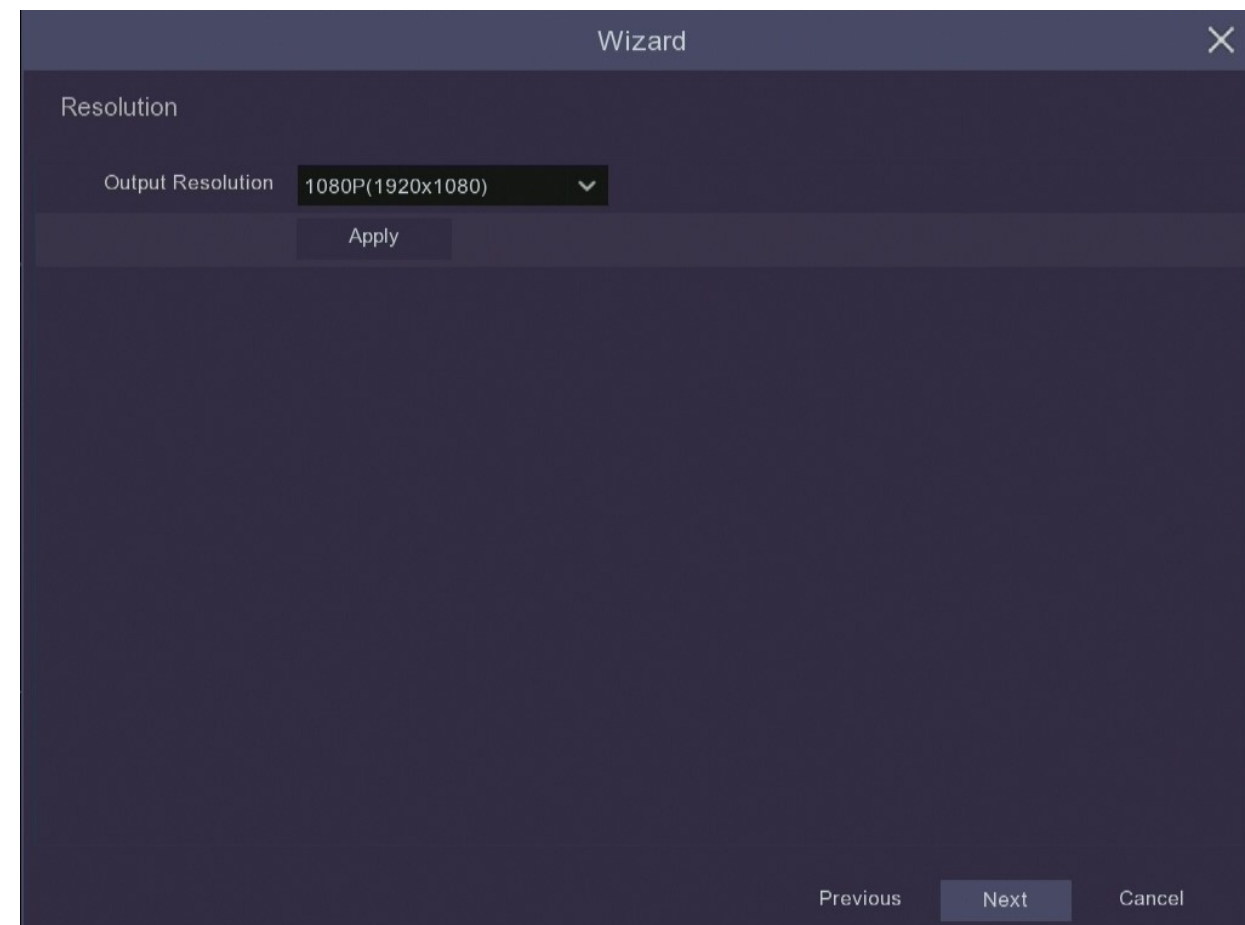 Wizard
Resolution
Output Resolution 1080P(1920x1080)
Apply
Previous Next Cancel